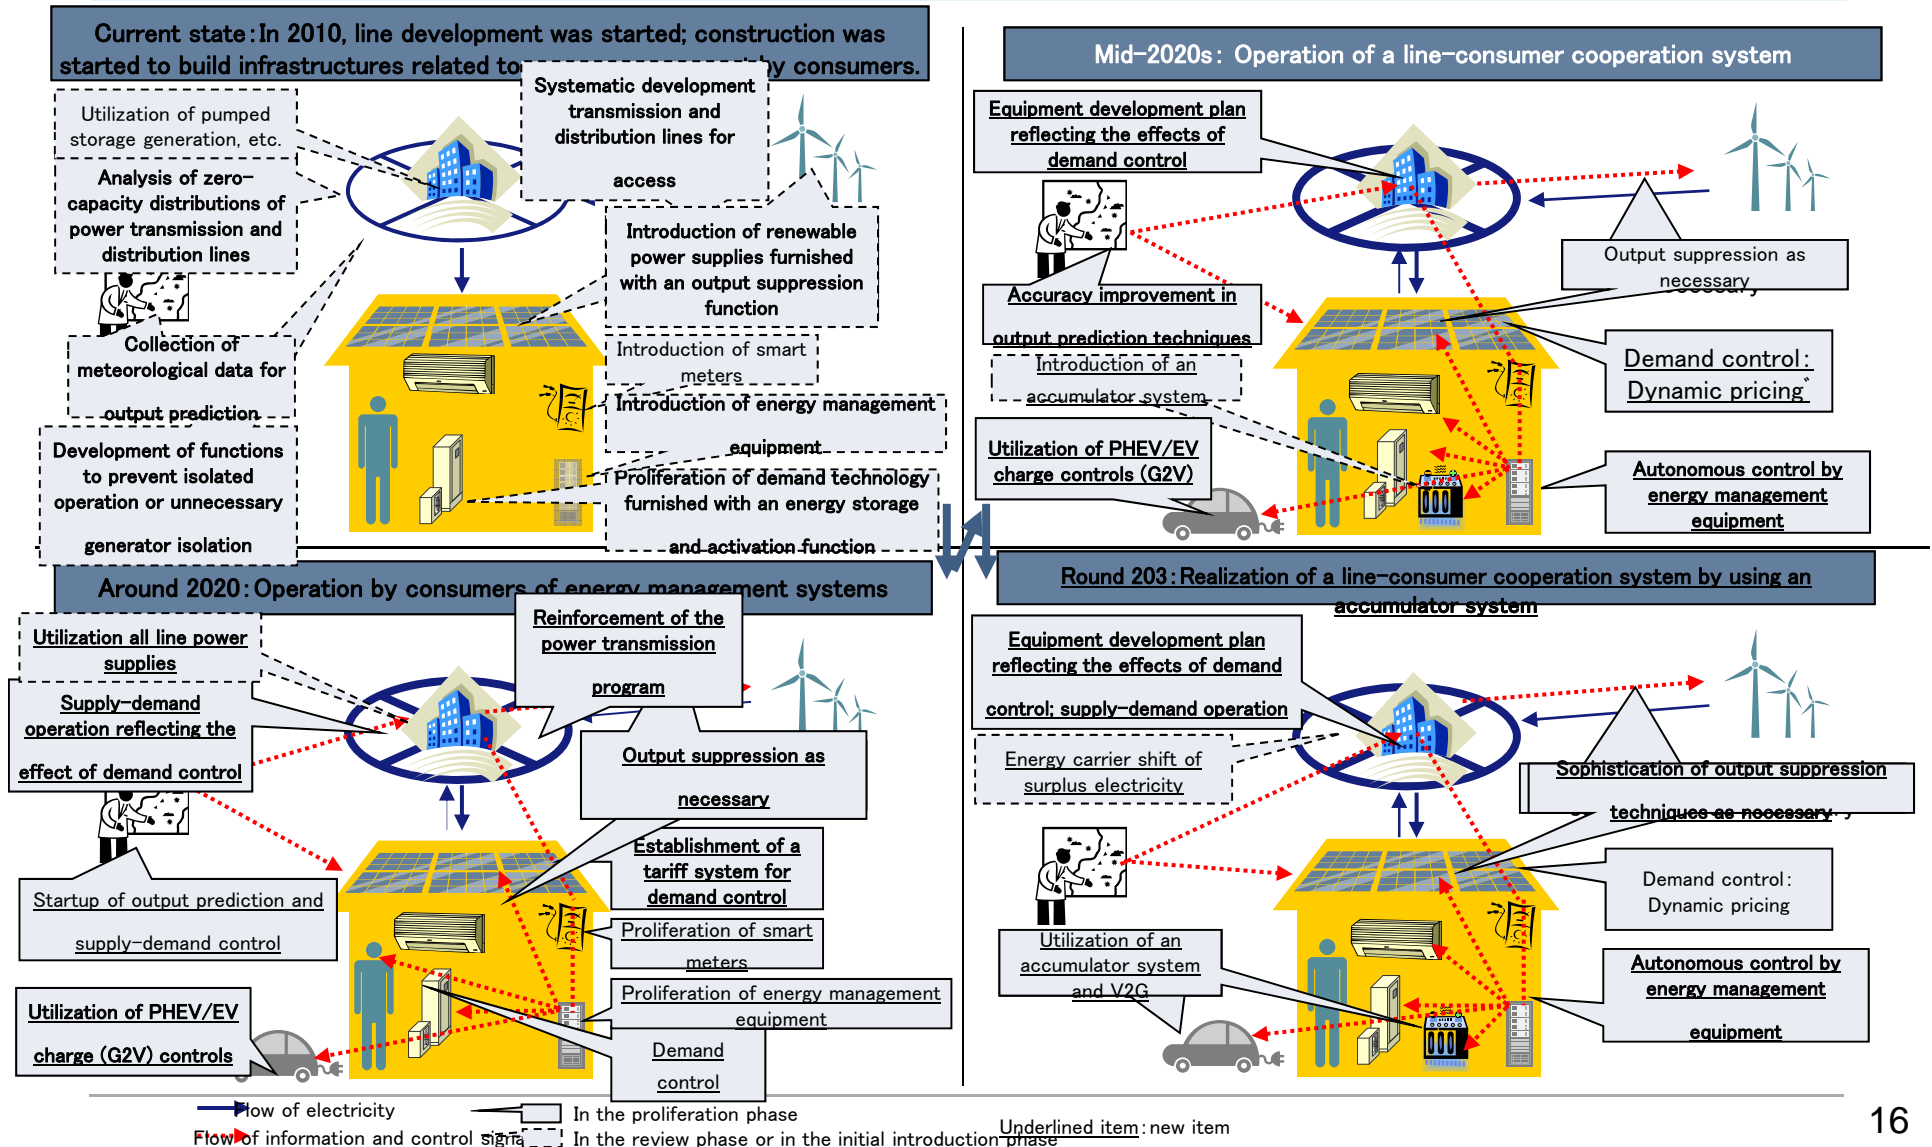 Current state：In 2010, line development was started; construction was
started to build infrastructures related to by consumers.
Utilization of pumped
storage generation, etc.
Analysis of zero-
capacity distributions of
power transmission and
distribution lines
Systematic development
transmission and
distribution lines for
access
Introduction of renewable
power supplies furnished
with an output suppression
function
Collection of
meteorological data for
output prediction
Introduction of smart
meters
Introduction of energy management
equipment
Development of functions
to prevent isolated
operation or unnecessary
generator isolation
Proliferation of demand technology
furnished with an energy storage
and activation function
Mid-2020s： Operation of a line-consumer cooperation system
Equipment development plan
reflecting the effects of
demand control
Output suppression as
necessary
necessary
Accuracy improvement in
output prediction techniques
Introduction of an
accumulator system
Demand control：
Dynamic pricing
Utilization of PHEV/EV
charge controls (G2V)
Autonomous control by
energy management
equipment
Around 2020：Operation by consumers of energy management systems
Utilization all line power
supplies
Reinforcement of the
power transmission
program
Supply-demand
operation reflecting the
effect of demand control
Output suppression as
necessary
Establishment of a
tariff system for
demand control
Startup of output prediction and
supply-demand control
Proliferation of smart
meters
Proliferation of energy management
equipment
Utilization of PHEV/EV
charge (G2V) controls
Demand
control
Round 203：Realization of a line-consumer cooperation system by using an
accumulator system
Equipment development plan
reflecting the effects of demand
control; supply-demand operation
Energy carrier shift of
surplus electricity
Sophistication of output suppression
techniques as necessary
Demand control：
Dynamic pricing
Utilization of an
accumulator system
and V2G
Autonomous control by
energy management
equipment
Flow of electricity
In the proliferation phase
Flow of information and control signa
In the review phase or in the initial introduction phase
Underlined item：new item
16